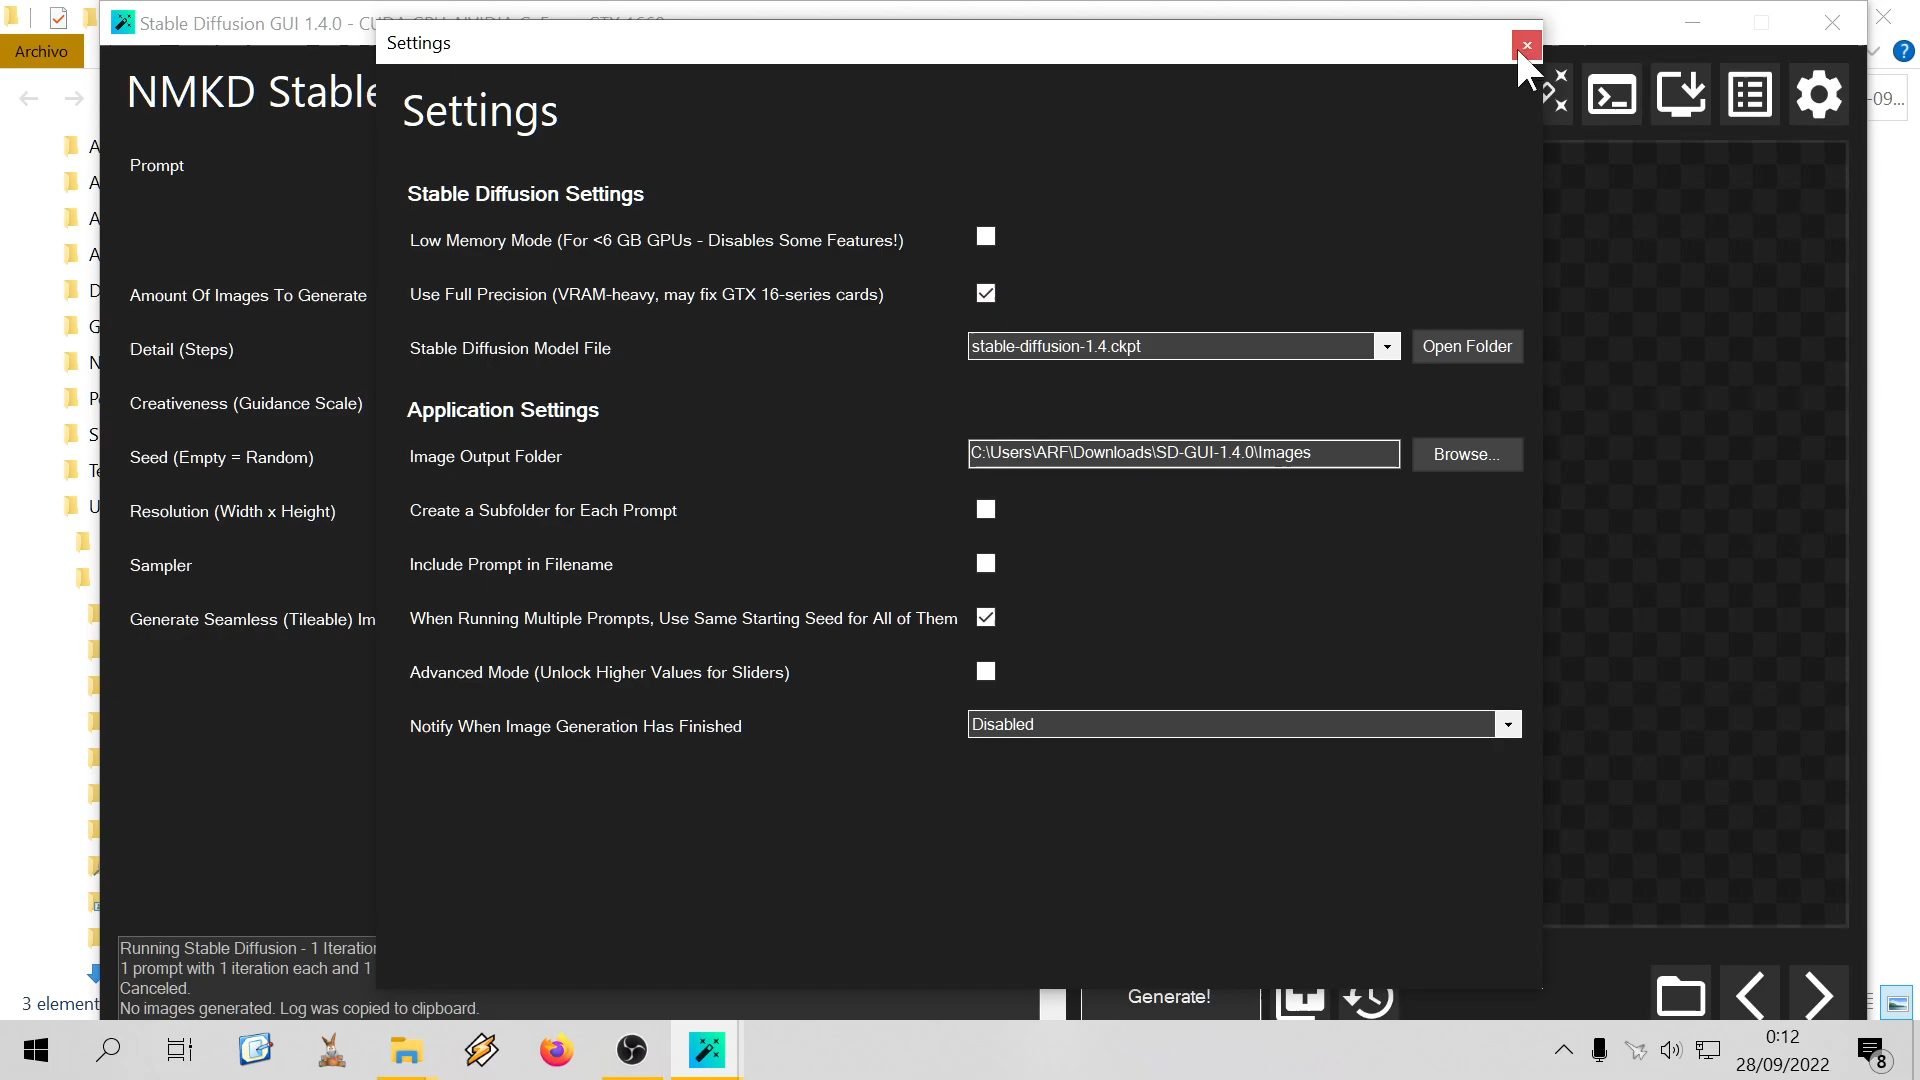 Stable Diffusion GUI 1.4.0 -
Settings
Archivo
NMKD Stable
Settings
-09...
Prompt
Stable Diffusion Settings
Low Memory Mode (For <6 GB GPUs - Disables Some Features!)
Amount Of Images To Generate
Use Full Precision (VRAM-heavy, may fix GTX 16-series cards)
Detail (Steps)
Stable Diffusion Model File
stable-diffusion-1.4.ckpt
Open Folder
Creativeness (Guidance Scale)
Application Settings
Seed (Empty = Random)
Image Output Folder
C:\Users\ARF\Downloads\SD-GUI-1.4.0\Images
Browse...
Resolution (Width x Height)
Create a Subfolder for Each Prompt
Sampler
Include Prompt in Filename
Generate Seamless (Tileable) Im
When Running Multiple Prompts, Use Same Starting Seed for All of Them
Advanced Mode (Unlock Higher Values for Sliders)
Notify When Image Generation Has Finished
Disabled
Running Stable Diffusion - 1 Iteration
1 prompt with 1 iteration each and 1
Canceled.
No images generated. Log was copied to clipboard.
3 element
Generate!
0:12
28/09/2022
8